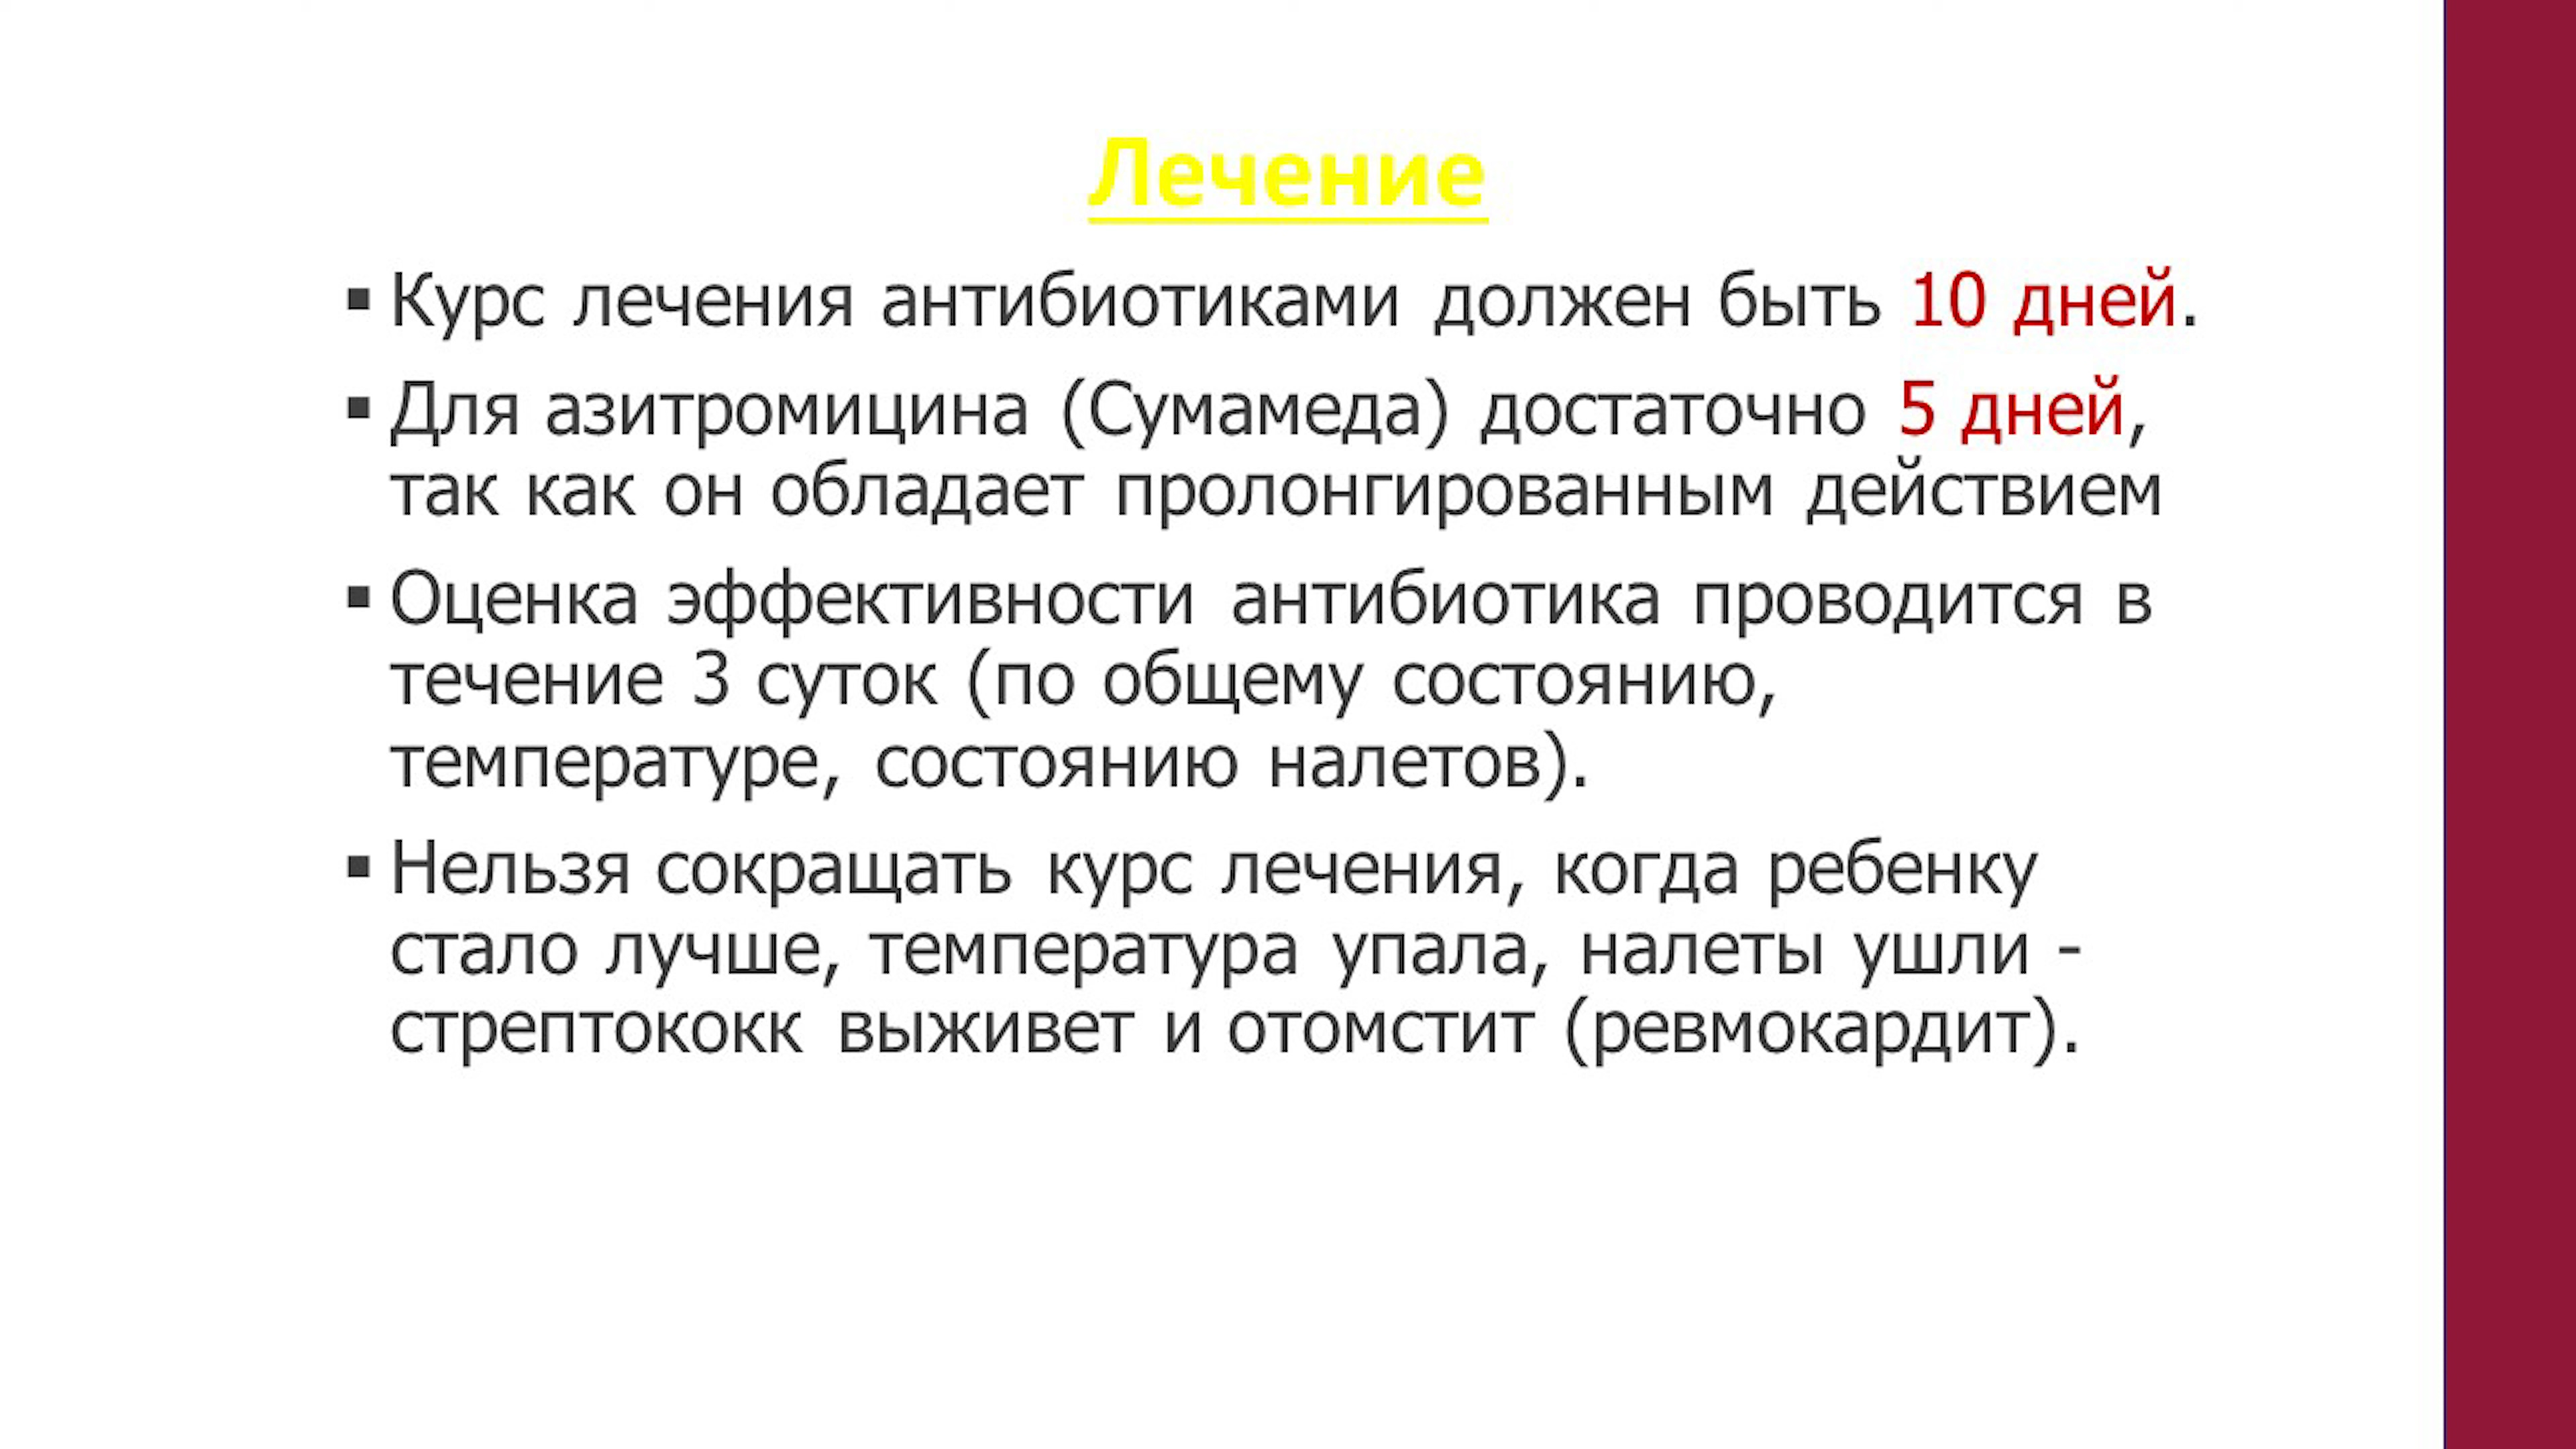 Лечение
▪ Курс лечения антибиотиками должен быть 10 дней.
▪ Для азитромицина (Сумамеда) достаточно 5 дней,
так как он обладает пролонгированным действием
▪ Оценка эффективности антибиотика проводится в
течение 3 суток (по общему состоянию,
температуре, состоянию налетов).
▪ Нельзя сокращать курс лечения, когда ребенку
стало лучше, температура упала, налеты ушли -
стрептококк выживет и отомстит (ревмокардит).